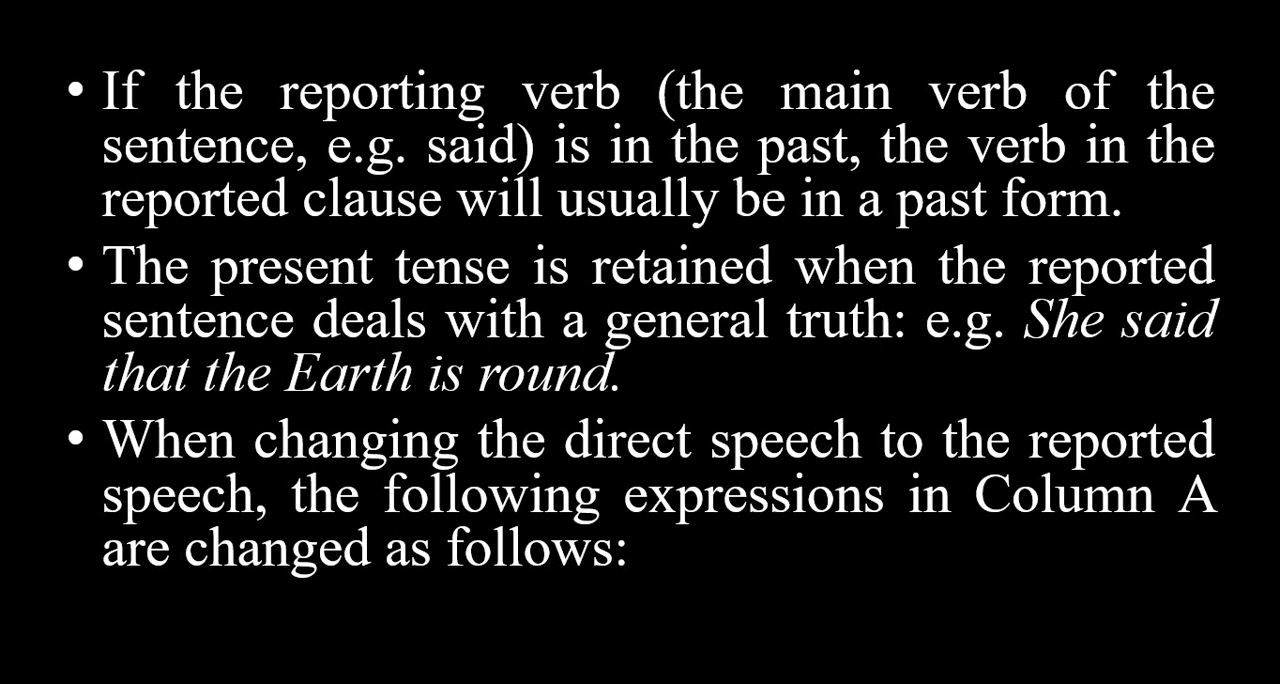 • If the reporting verb (the main verb of the
sentence, e.g. said) is in the past, the verb in the
reported clause will usually be in a past form.
• The present tense is retained when the reported
sentence deals with a general truth: e.g. She said
that the Earth is round.
• When changing the direct speech to the reported
speech, the following expressions in Column A
are changed as follows: